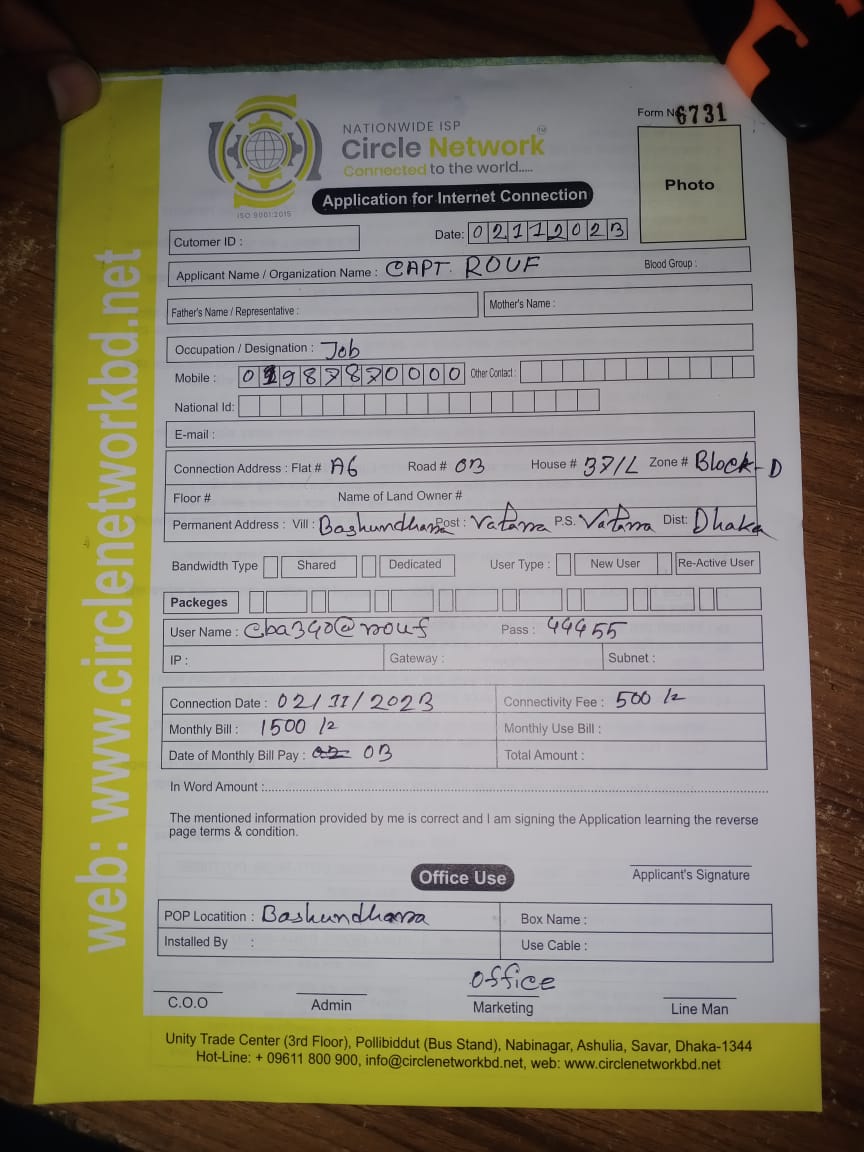 NATIONWIDE ISP
Circle Network TM
Connected to the world.....
ISO 9001:2015
Form No 6731
Photo
Application for Internet Connection
Cutomer ID :
Date: 02112023
Applicant Name / Organization Name : CAPT. ROUF Blood Group :
Father's Name / Representative : Mother's Name :
Occupation / Designation : Job
Mobile : Other Contact :
National Id:
E-mail :
Connection Address : Flat # A6 Road # 03 House # 37/L Zone # Block-D
Floor # Name of Land Owner #
Permanent Address : Vill : Bashundhara Post : Vatara P.S. Vatara Dist: Dhaka
Bandwidth Type Shared Dedicated User Type : New User Re-Active User
Packeges
User Name : cba340@rouf Pass : 44455
IP : Gateway : Subnet :
Connection Date : 02/11/2023 Connectivity Fee : 500/=
Monthly Bill : 1500/= Monthly Use Bill :
Date of Monthly Bill Pay : 03 Total Amount :
In Word Amount :
The mentioned information provided by me is correct and I am signing the Application learning the reverse
page terms & condition.
Applicant's Signature
Office Use
POP Locatition : Bashundhara Box Name :
Installed By : Use Cable :
Office
C.O.O Admin Marketing Line Man
Unity Trade Center (3rd Floor), Pollibiddut (Bus Stand), Nabinagar, Ashulia, Savar, Dhaka-1344
Hot-Line: + 09611 800 900, info@circlenetworkbd.net, web: www.circlenetworkbd.net
web: www.circlenetworkbd.net